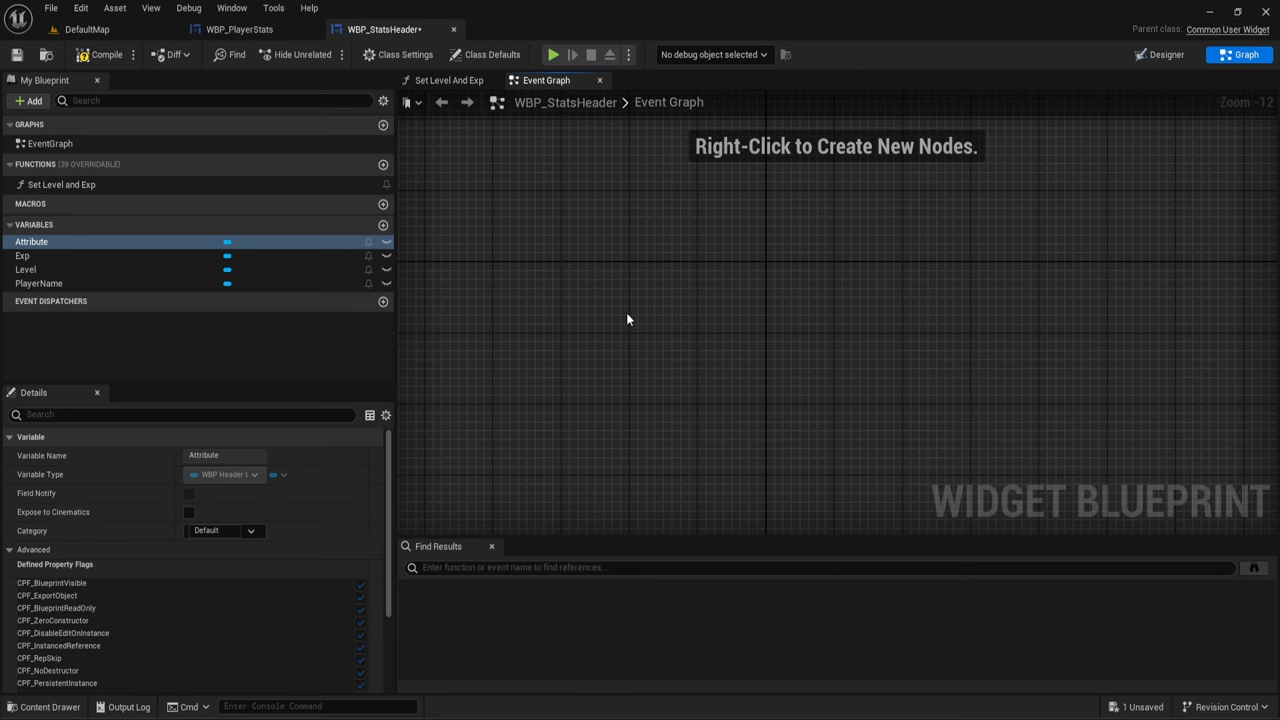 File Edit Asset View Debug Window Tools Help
DefaultMap WBP_PlayerStats WBP_StatsHeader• Parent class: Common User Widget
Compile Diff Find Hide Unrelated Class Settings Class Defaults No debug object selected Designer Graph
My Blueprint Set Level And Exp Event Graph
Add Search WBP_StatsHeader > Event Graph Zoom -12
GRAPHS
EventGraph
Right-Click to Create New Nodes.
FUNCTIONS (39 OVERRIDABLE)
Set Level and Exp
MACROS
VARIABLES
Attribute
Exp
Level
PlayerName
EVENT DISPATCHERS
Details
Search
Variable
Variable Name Attribute
Variable Type WBP Header I
Field Notify
Expose to Cinematics
Category Default
Advanced
Defined Property Flags
CPF_BlueprintVisible
CPF_ExportObject
CPF_BlueprintReadOnly
CPF_ZeroConstructor
CPF_DisableEditOnInstance
CPF_InstancedReference
CPF_RepSkip
CPF_NoDestructor
CPF_PersistentInstance
WIDGET BLUEPRINT
Find Results
Enter function or event name to find references...
Content Drawer Output Log Cmd Enter Console Command 1 Unsaved Revision Control